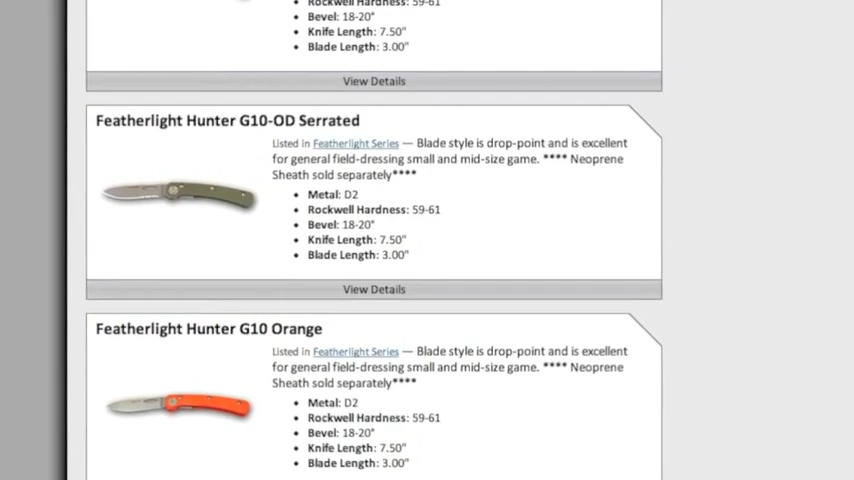 Rockwell Hardness: 59-61
Bevel: 18-20°
Knife Length: 7.50"
Blade Length: 3.00"
View Details
Featherlight Hunter G10-OD Serrated
Listed in Featherlight Series — Blade style is drop-point and is excellent
for general field-dressing small and mid-size game. **** Neoprene
Sheath sold separately****
Metal: D2
Rockwell Hardness: 59-61
Bevel: 18-20°
Knife Length: 7.50"
Blade Length: 3.00"
View Details
Featherlight Hunter G10 Orange
Listed in Featherlight Series — Blade style is drop-point and is excellent
for general field-dressing small and mid-size game. **** Neoprene
Sheath sold separately****
Metal: D2
Rockwell Hardness: 59-61
Bevel: 18-20°
Knife Length: 7.50"
Blade Length: 3.00"